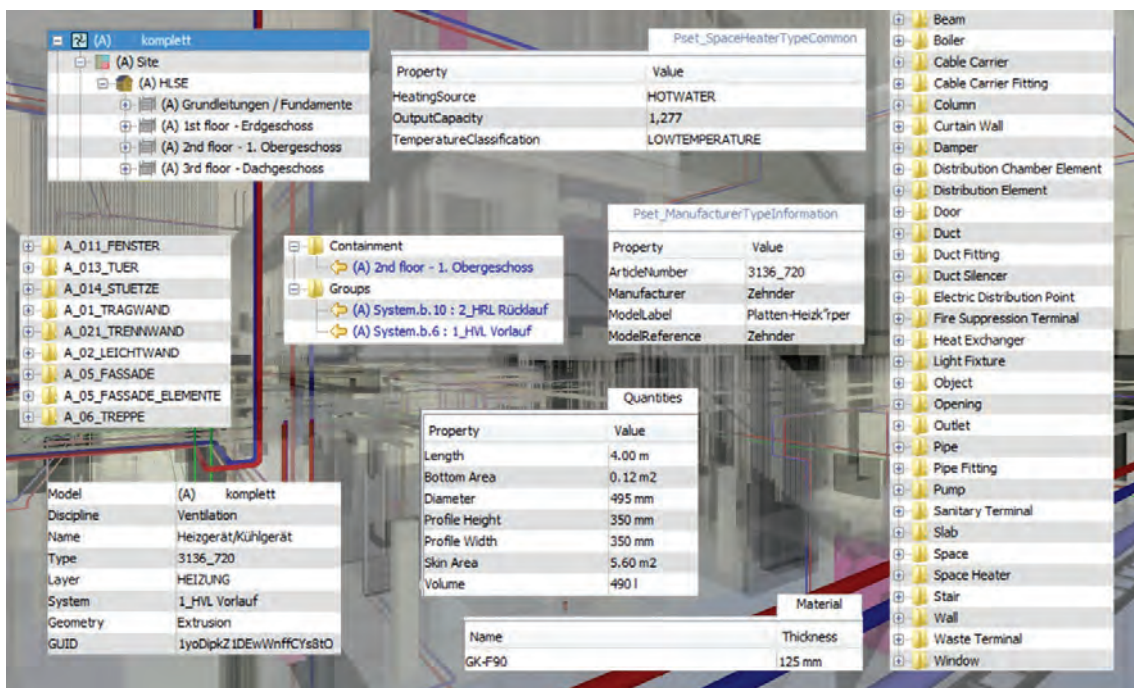 (A) komplett
(A) Site
(A) HLSE
(A) Grundleitungen / Fundamente
(A) 1st floor - Erdgeschoss
(A) 2nd floor - 1. Obergeschoss
(A) 3rd floor - Dachgeschoss
Pset_SpaceHeaterTypeCommon
Property Value
HeatingSource HOTWATER
OutputCapacity 1,277
TemperatureClassification LOWTEMPERATURE
A_011_FENSTER
A_013_TUER
A_014_STUETZE
A_01_TRAGWAND
A_021_TRENNWAND
A_02_LEICHTWAND
A_05_FASSADE
A_05_FASSADE_ELEMENTE
A_06_TREPPE
Containment
(A) 2nd floor - 1. Obergeschoss
Groups
(A) System.b.10 : 2_HRL Rücklauf
(A) System.b.6 : 1_HVL Vorlauf
Pset_ManufacturerTypeInformation
Property Value
ArticleNumber 3136_720
Manufacturer Zehnder
ModelLabel Platten-Heizk˝rper
ModelReference Zehnder
Quantities
Property Value
Length 4.00 m
Bottom Area 0.12 m2
Diameter 495 mm
Profile Height 350 mm
Profile Width 350 mm
Skin Area 5.60 m2
Volume 490 l
Model (A) komplett
Discipline Ventilation
Name Heizgerät/Kühlgerät
Type 3136_720
Layer HEIZUNG
System 1_HVL Vorlauf
Geometry Extrusion
GUID 1yoDipkZ1DEwWnffCYs8tO
Material
Name Thickness
GK-F90 125 mm
Beam
Boiler
Cable Carrier
Cable Carrier Fitting
Column
Curtain Wall
Damper
Distribution Chamber Element
Distribution Element
Door
Duct
Duct Fitting
Duct Silencer
Electric Distribution Point
Fire Suppression Terminal
Heat Exchanger
Light Fixture
Object
Opening
Outlet
Pipe
Pipe Fitting
Pump
Sanitary Terminal
Slab
Space
Space Heater
Stair
Wall
Waste Terminal
Window